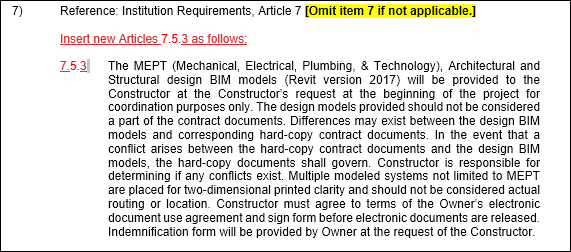 7) Reference: Institution Requirements, Article 7 [Omit item 7 if not applicable.]
Insert new Articles 7.5.3 as follows:
7.5.3 The MEPT (Mechanical, Electrical, Plumbing, & Technology), Architectural and
Structural design BIM models (Revit version 2017) will be provided to the
Constructor at the Constructor's request at the beginning of the project for
coordination purposes only. The design models provided should not be considered
a part of the contract documents. Differences may exist between the design BIM
models and corresponding hard-copy contract documents. In the event that a
conflict arises between the hard-copy contract documents and the design BIM
models, the hard-copy documents shall govern. Constructor is responsible for
determining if any conflicts exist. Multiple modeled systems not limited to MEPT
are placed for two-dimensional printed clarity and should not be considered actual
routing or location. Constructor must agree to terms of the Owner's electronic
document use agreement and sign form before electronic documents are released.
Indemnification form will be provided by Owner at the request of the Constructor.